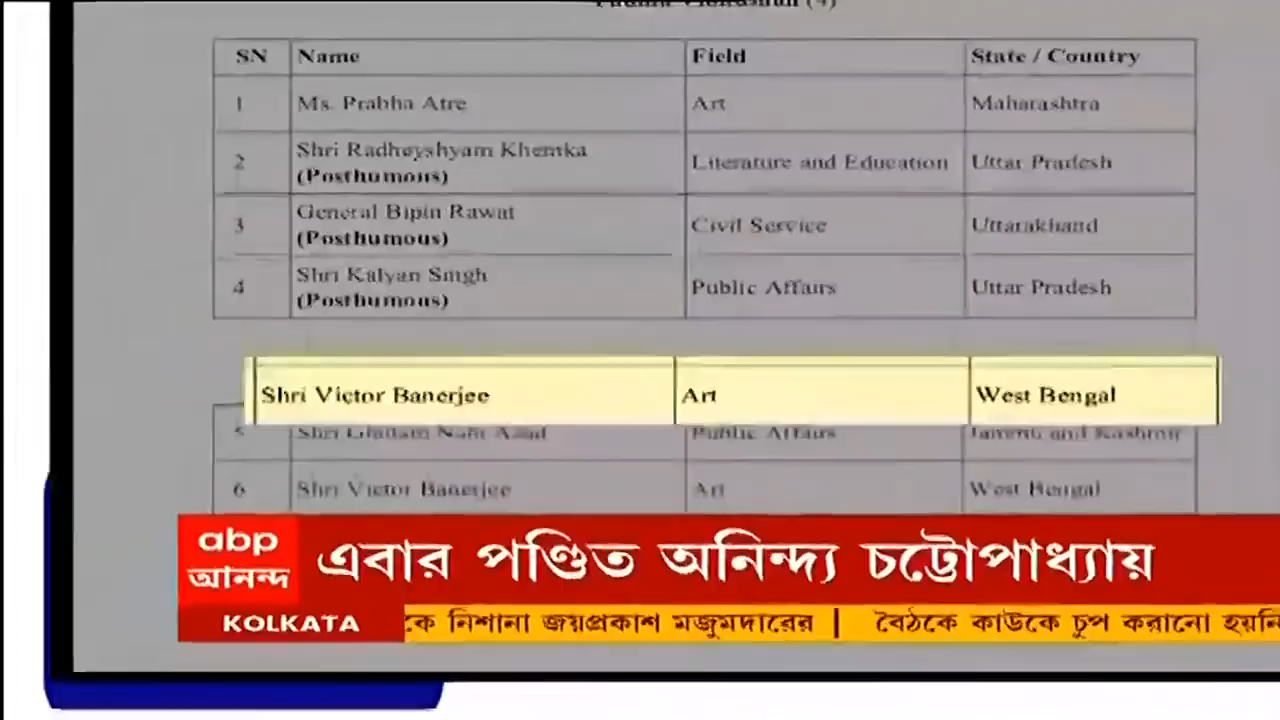 Padma Vibhushan (4)
SN Name Field State / Country
1 Ms. Prabha Atre Art Maharashtra
2 Shri Radheyshyam Khemka (Posthumous) Literature and Education Uttar Pradesh
3 General Bipin Rawat (Posthumous) Civil Service Uttarakhand
4 Shri Kalyan Singh (Posthumous) Public Affairs Uttar Pradesh
Shri Victor Banerjee Art West Bengal
5 Shri Ghulam Nabi Azad Public Affairs Jammu and Kashmir
6 Shri Victor Banerjee Art West Bengal
abp
আনন্দ
এবার পণ্ডিত অনিন্দ্য চট্টোপাধ্যায়
KOLKATA
কে নিশানা জয়প্রকাশ মজুমদারের | বৈঠকে কাউকে চুপ করানো হয়নি